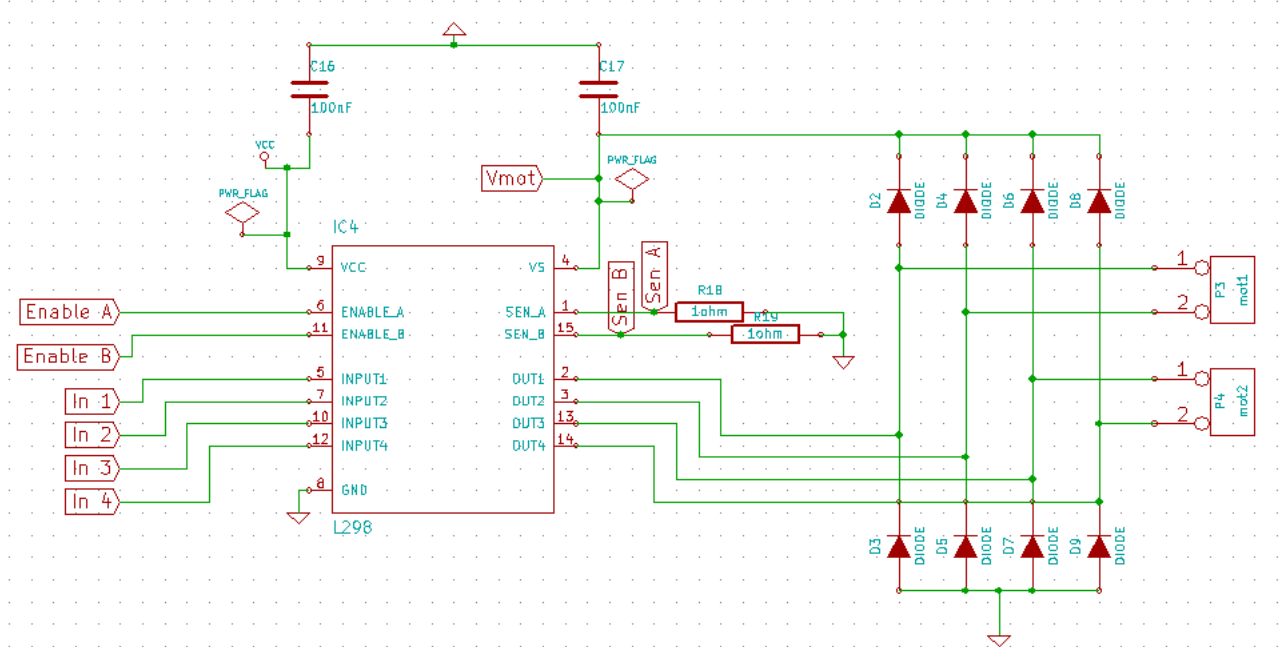 C16
100nF
C17
100nF
VCC
PWR_FLAG
Vmot
PWR_FLAG
IC4
9
VCC
VS
4
Enable A
6
ENABLE_A
SEN_A
1
Enable B
11
ENABLE_B
SEN_B
15
Sen B
Sen A
R18
1ohm
R19
1ohm
In 1
5
INPUT1
OUT1
2
In 2
7
INPUT2
OUT2
3
In 3
10
INPUT3
OUT3
13
In 4
12
INPUT4
OUT4
14
8
GND
L298
D2
DIODE
D4
DIODE
D6
DIODE
D8
DIODE
1
2
P3
mot1
1
2
P4
mot2
D3
DIODE
D5
DIODE
D7
DIODE
D9
DIODE